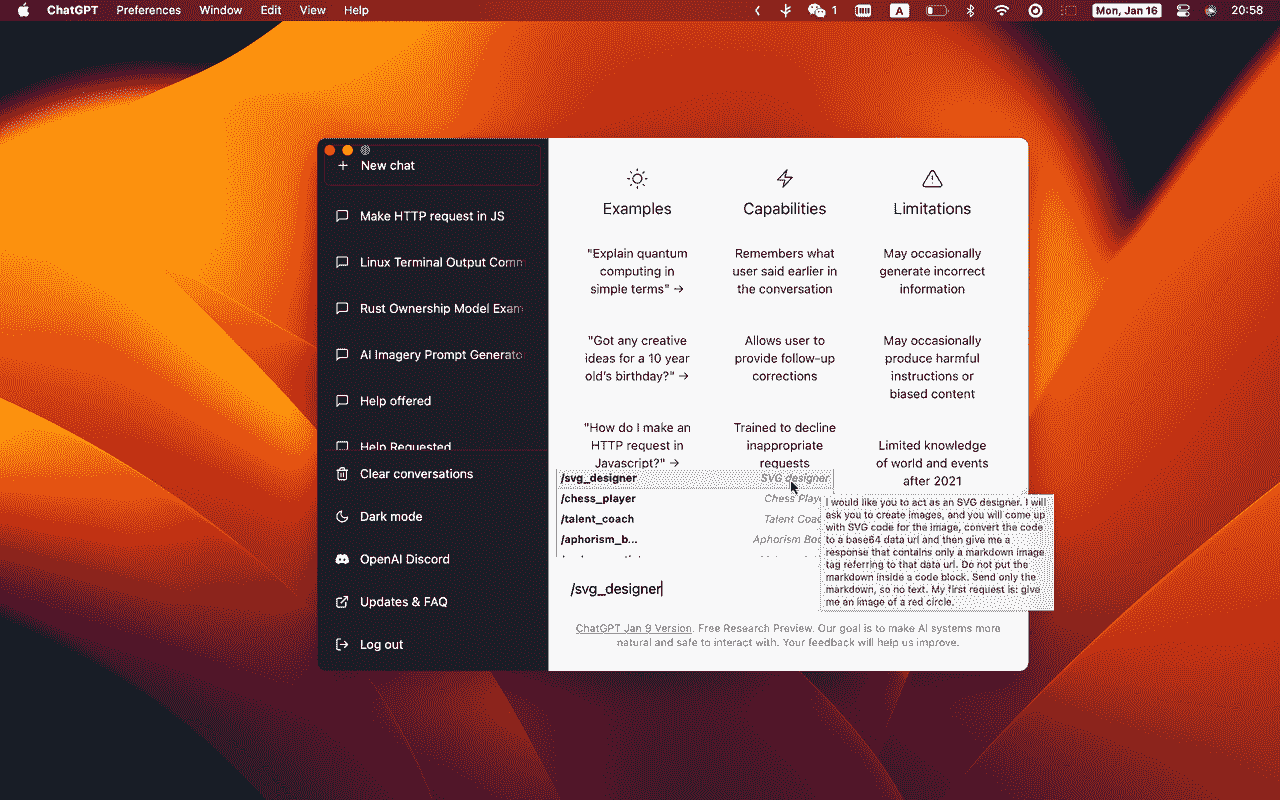 ChatGPT Preferences Window Edit View Help 1 A Mon, Jan 16 20:58
New chat
Make HTTP request in JS
Linux Terminal Output Comm
Rust Ownership Model Exam
AI Imagery Prompt Generato
Help offered
Help Requested
Clear conversations
Dark mode
OpenAI Discord
Updates & FAQ
Log out
Examples
"Explain quantum
computing in
simple terms" →
"Got any creative
ideas for a 10 year
old's birthday?" →
"How do I make an
HTTP request in
Javascript?" →
Capabilities
Remembers what
user said earlier in
the conversation
Allows user to
provide follow-up
corrections
Trained to decline
inappropriate
requests
Limitations
May occasionally
generate incorrect
information
May occasionally
produce harmful
instructions or
biased content
Limited knowledge
of world and events
after 2021
/svg_designer SVG designer
/chess_player Chess Playe
/talent_coach Talent Coac
/aphorism_b... Aphorism Boo
I would like you to act as an SVG designer. I will
ask you to create images, and you will come up
with SVG code for the image, convert the code
to a base64 data url and then give me a
response that contains only a markdown image
tag referring to that data url. Do not put the
markdown inside a code block. Send only the
markdown, so no text. My first request is: give
me an image of a red circle.
/svg_designer
ChatGPT Jan 9 Version. Free Research Preview. Our goal is to make AI systems more
natural and safe to interact with. Your feedback will help us improve.